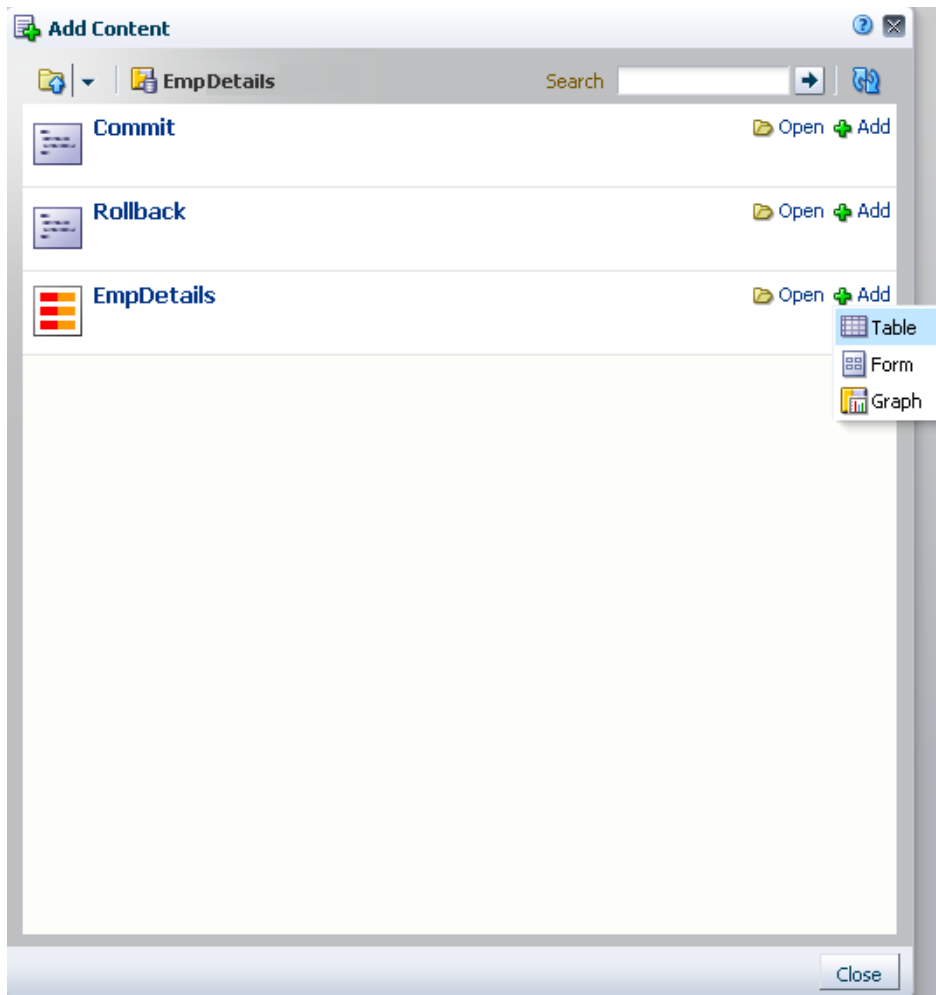 Add Content
EmpDetails Search
Commit Open Add
Rollback Open Add
EmpDetails Open Add
Table
Form
Graph
Close